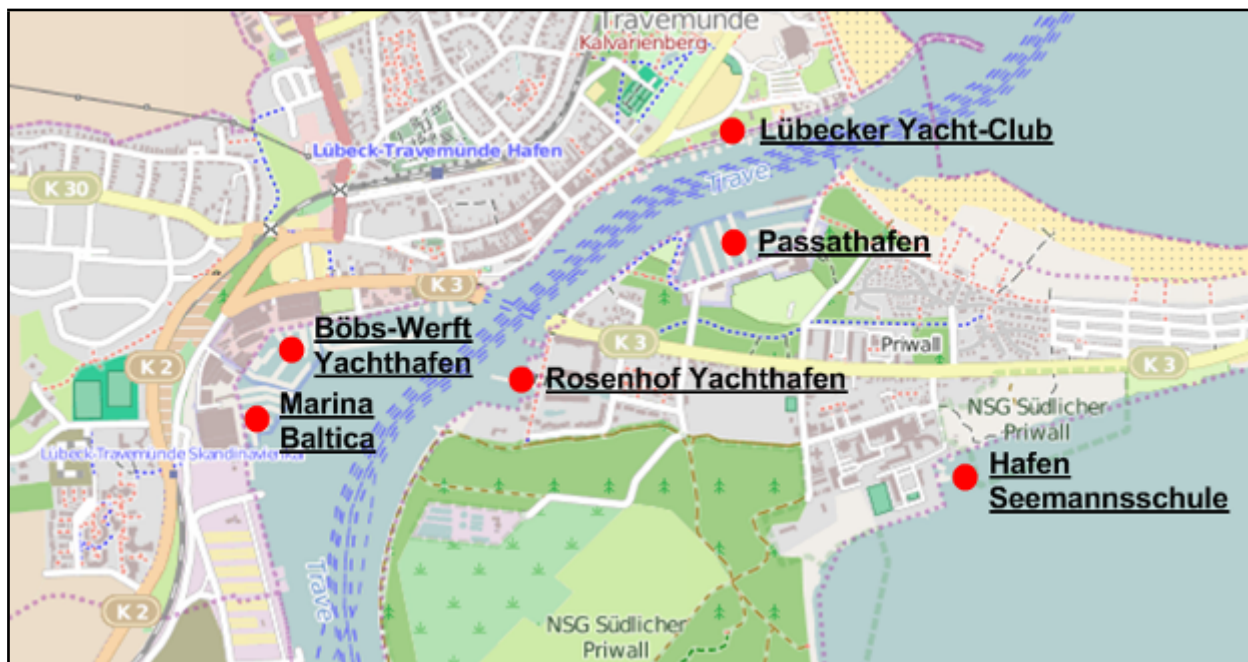 Travemünde
Kalvarienberg
Lübecker Yacht-Club
Lübeck-Travemünde Hafen
Trave
K 30
Passathafen
K 3
Böbs-Werft
Yachthafen
K 3
Priwall
K 2
K 3
Rosenhof Yachthafen
Marina
Baltica
NSG Südlicher
Priwall
Lübeck-Travemünde Skandinavienkai
Hafen
Seemannsschule
Trave
K 2
NSG Südlicher
Priwall